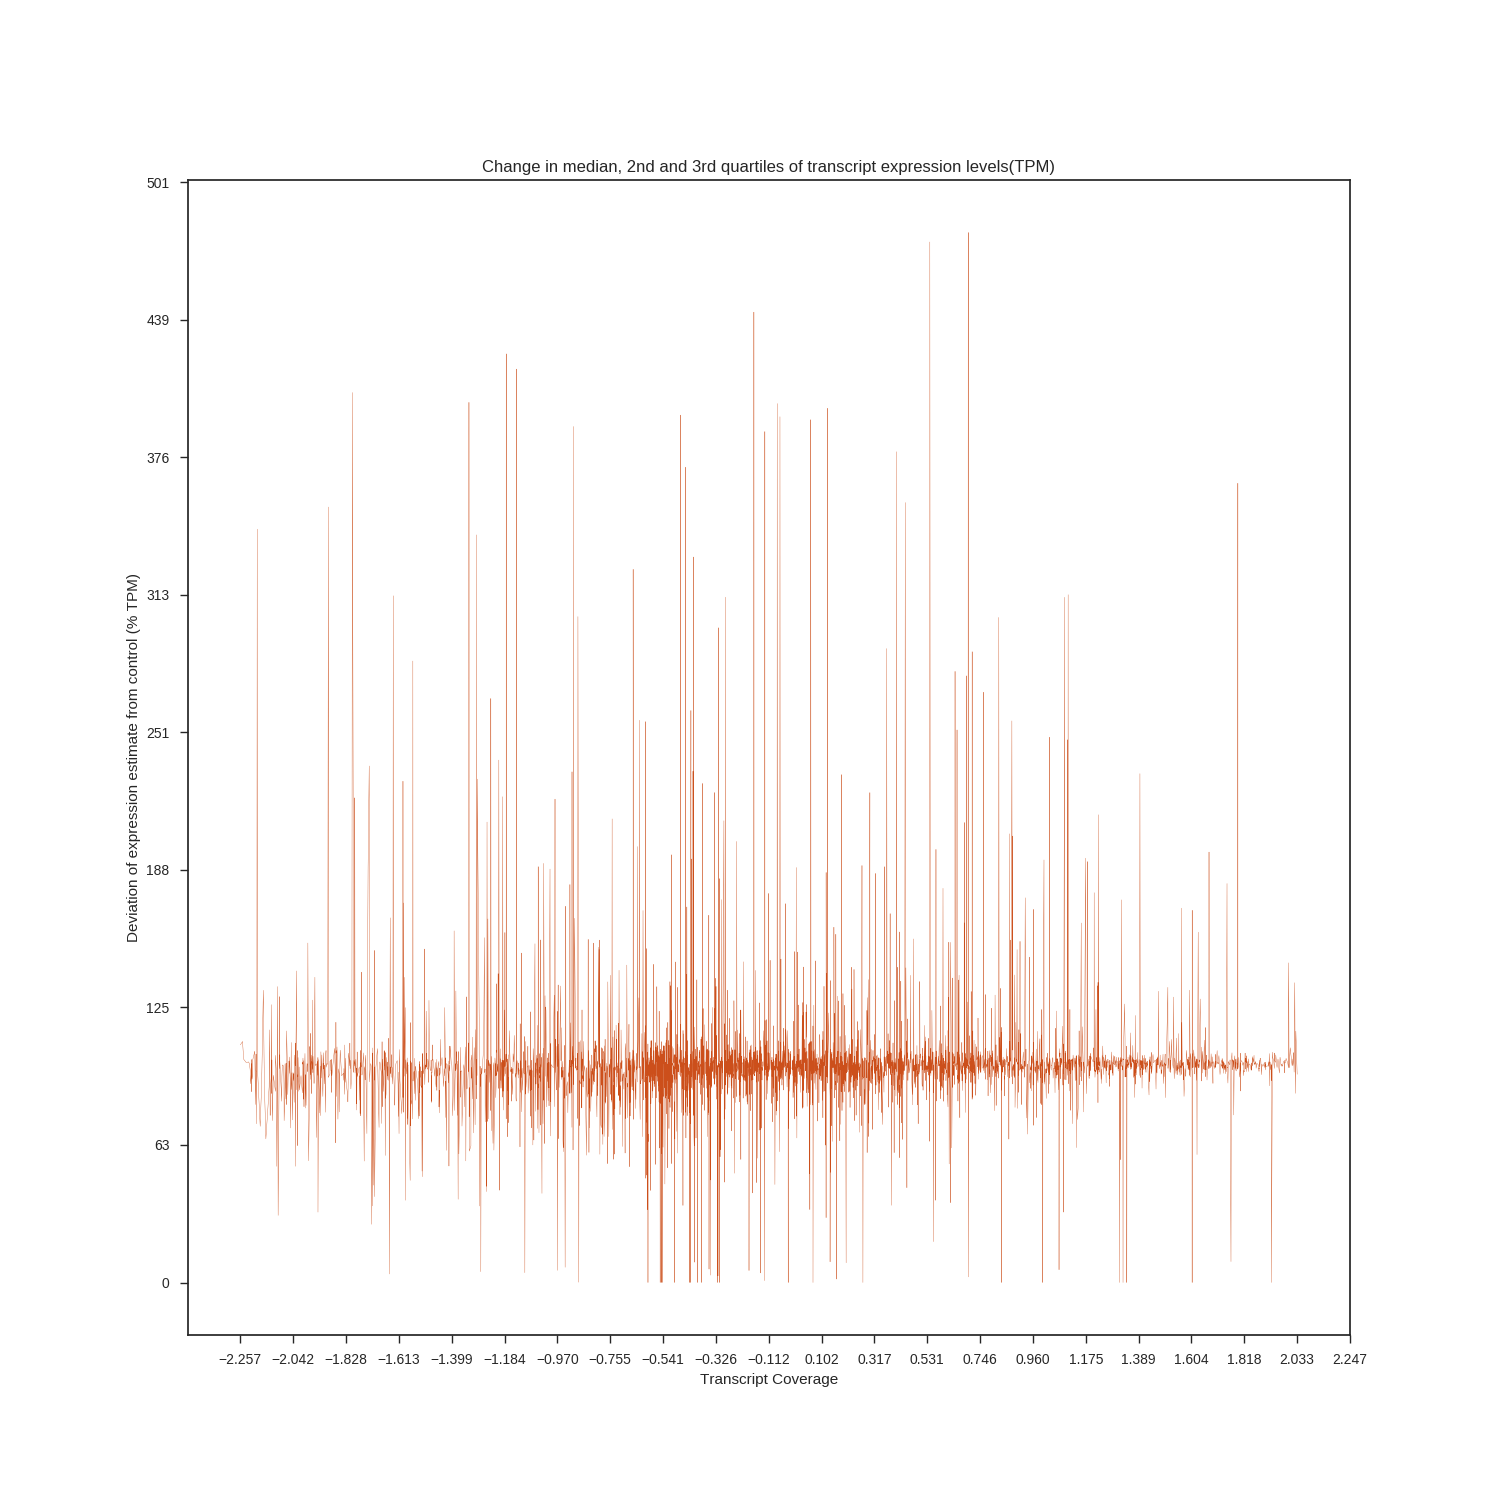 Change in median, 2nd and 3rd quartiles of transcript expression levels(TPM)
501
439
376
313
251
188
125
63
0
Deviation of expression estimate from control (% TPM)
−2.257 −2.042 −1.828 −1.613 −1.399 −1.184 −0.970 −0.755 −0.541 −0.326 −0.112 0.102 0.317 0.531 0.746 0.960 1.175 1.389 1.604 1.818 2.033 2.247
Transcript Coverage